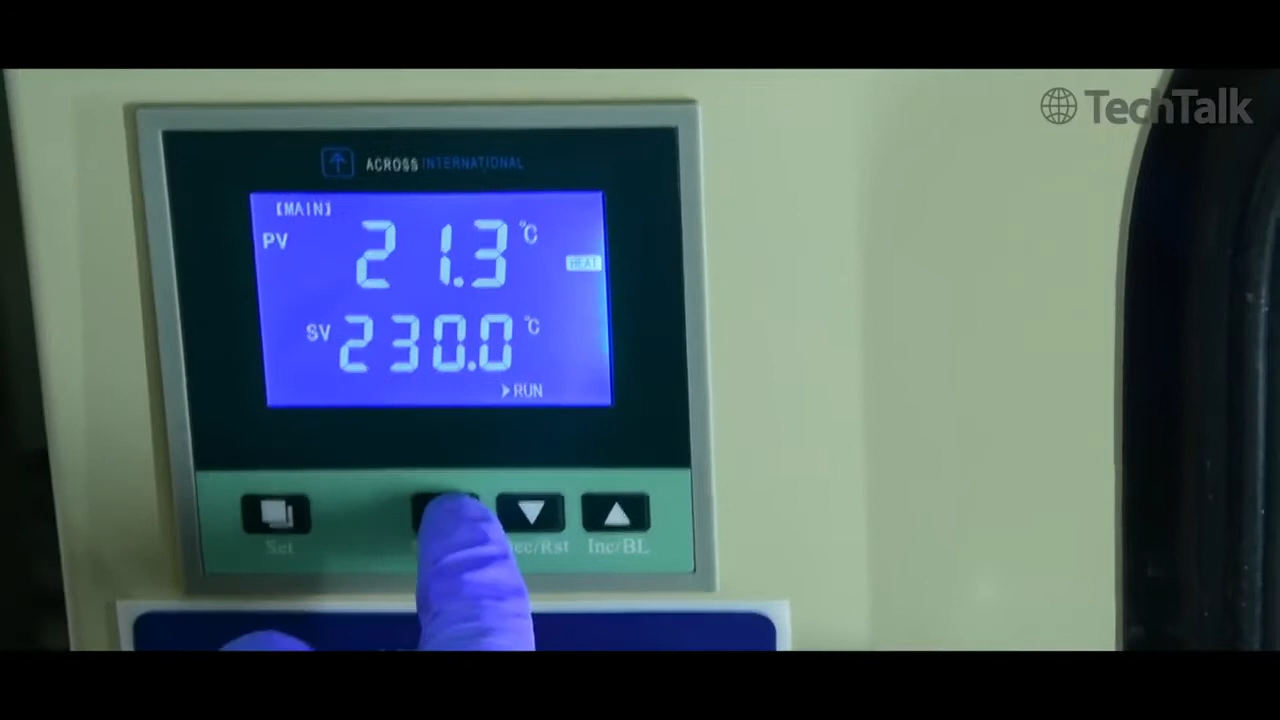 TechTalk
ACROSS INTERNATIONAL
[MAIN]
PV 21.3 °C
HEAT
SV 230.0 °C
RUN
Set
Inc/BL